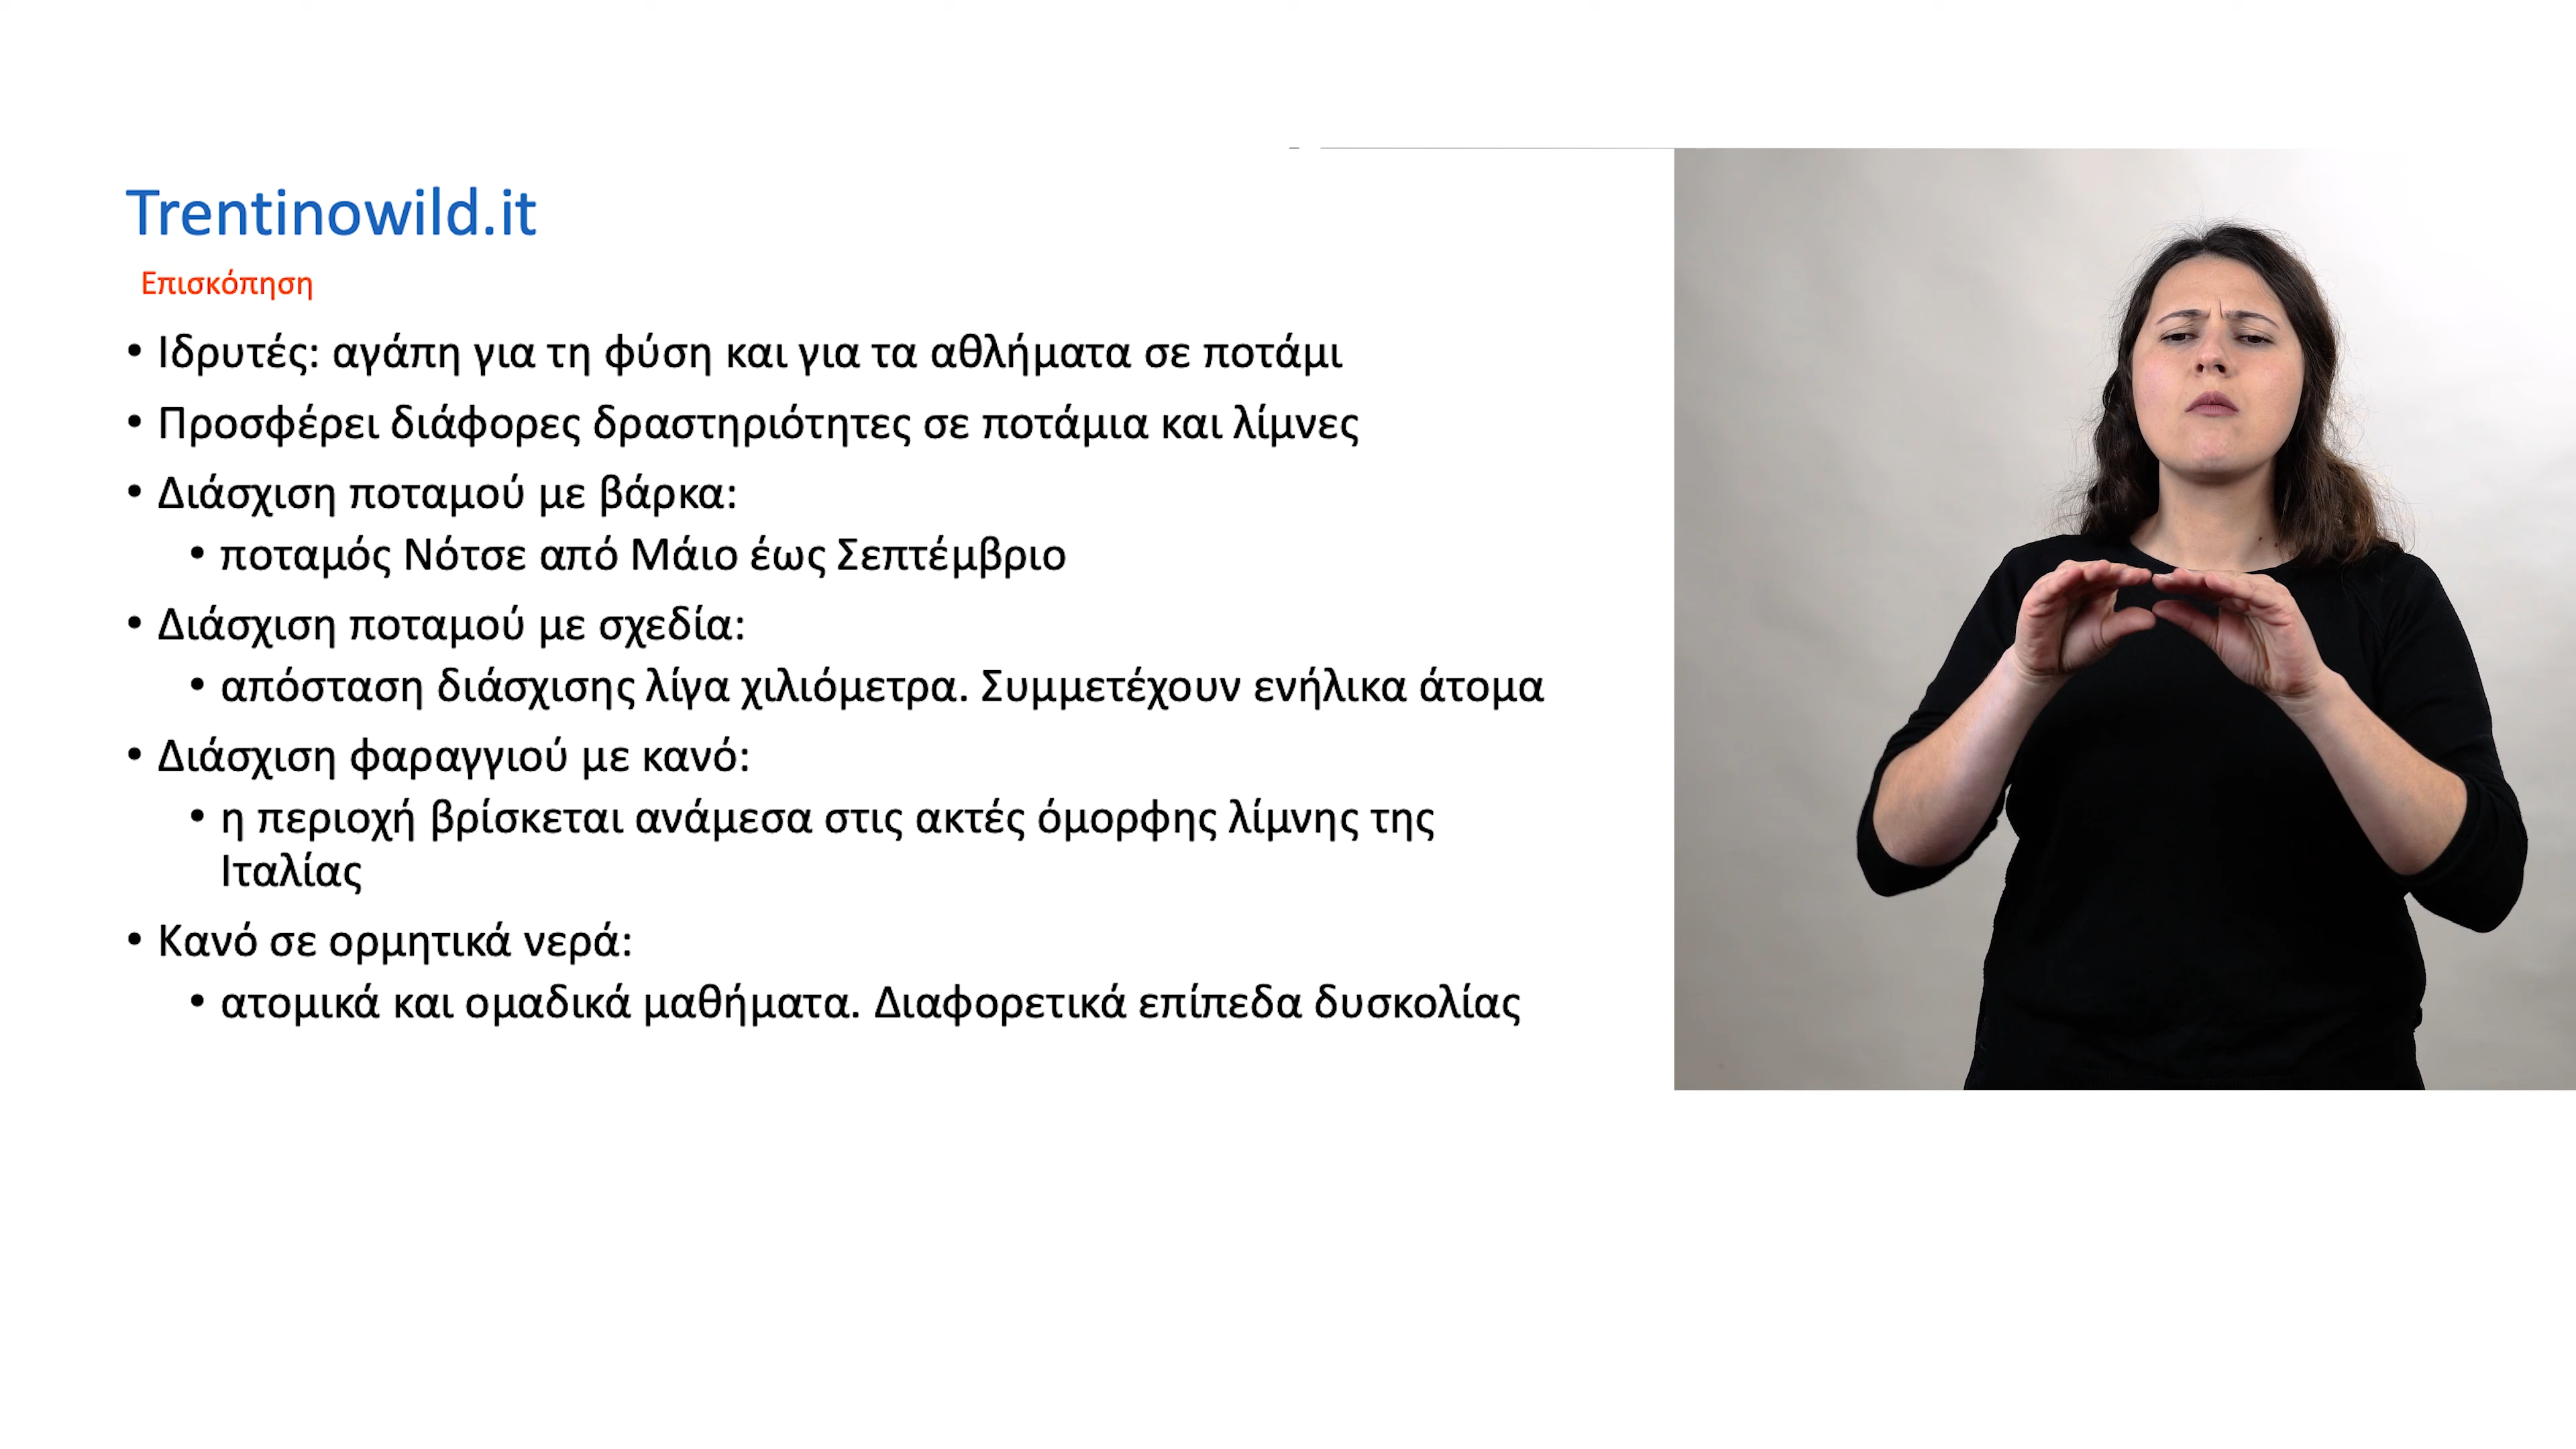 Trentinowild.it
Επισκόπηση
• Ιδρυτές: αγάπη για τη φύση και για τα αθλήματα σε ποτάμι
• Προσφέρει διάφορες δραστηριότητες σε ποτάμια και λίμνες
• Διάσχιση ποταμού με βάρκα:
• ποταμός Νότσε από Μάιο έως Σεπτέμβριο
• Διάσχιση ποταμού με σχεδία:
• απόσταση διάσχισης λίγα χιλιόμετρα. Συμμετέχουν ενήλικα άτομα
• Διάσχιση φαραγγιού με κανό:
• η περιοχή βρίσκεται ανάμεσα στις ακτές όμορφης λίμνης της
Ιταλίας
• Κανό σε ορμητικά νερά:
• ατομικά και ομαδικά μαθήματα. Διαφορετικά επίπεδα δυσκολίας